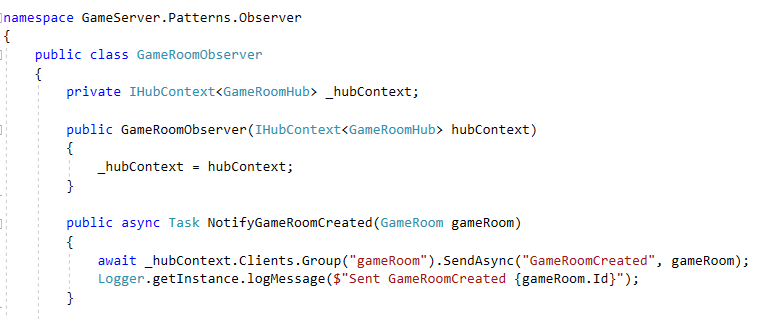 namespace GameServer.Patterns.Observer
{
    public class GameRoomObserver
    {
        private IHubContext<GameRoomHub> _hubContext;
        public GameRoomObserver(IHubContext<GameRoomHub> hubContext)
        {
            _hubContext = hubContext;
        }
        public async Task NotifyGameRoomCreated(GameRoom gameRoom)
        {
            await _hubContext.Clients.Group("gameRoom").SendAsync("GameRoomCreated", gameRoom);
            Logger.getInstance.logMessage($"Sent GameRoomCreated {gameRoom.Id}");
        }